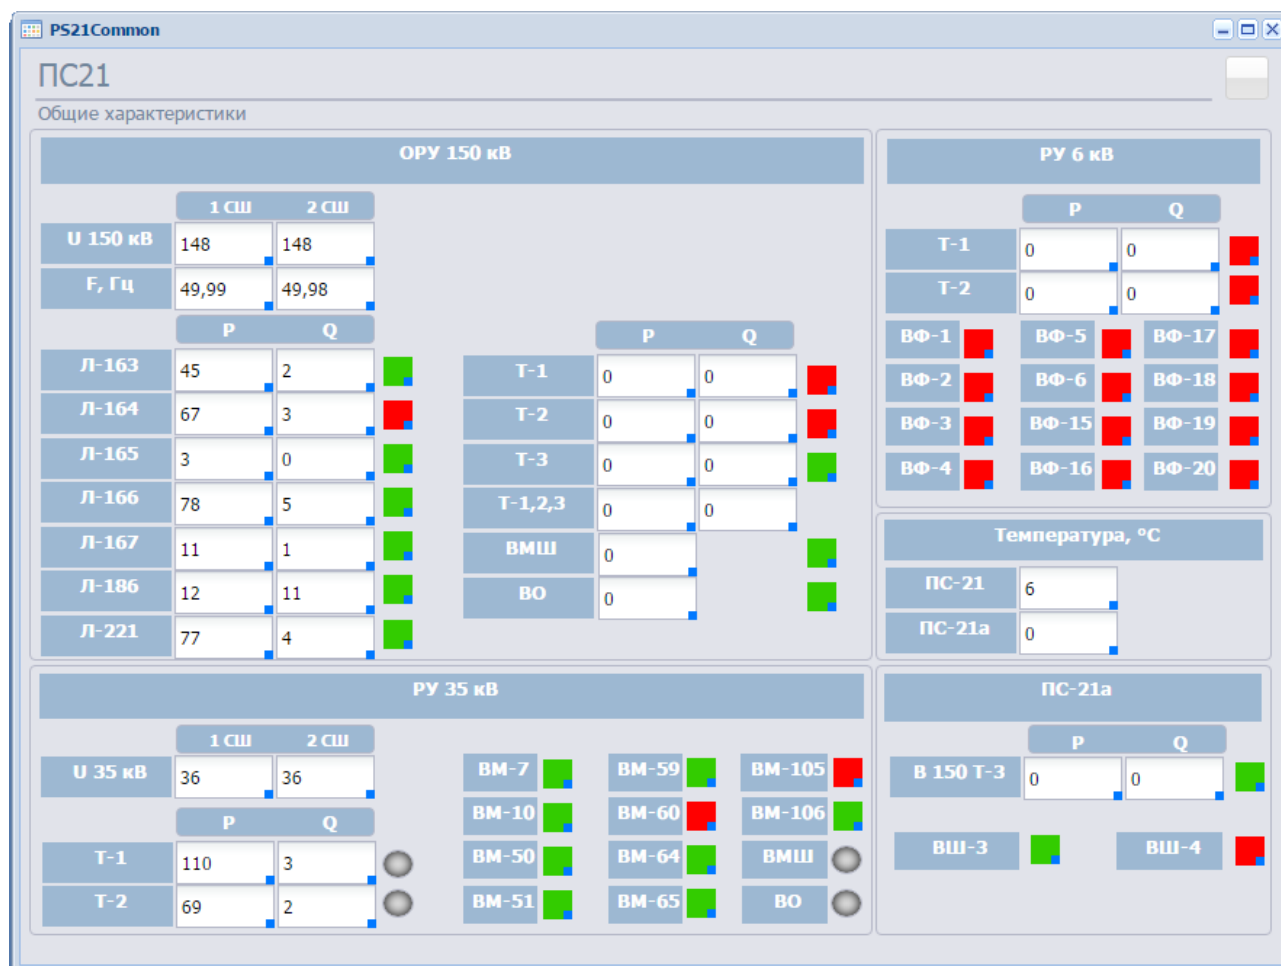 PS21Common
ПС21
Общие характеристики
ОРУ 150 кВ
1 СШ 2 СШ
U 150 кВ 148 148
F, Гц 49,99 49,98
P Q
Л-163 45 2
Л-164 67 3
Л-165 3 0
Л-166 78 5
Л-167 11 1
Л-186 12 11
Л-221 77 4
P Q
Т-1 0 0
Т-2 0 0
Т-3 0 0
Т-1,2,3 0 0
ВМШ 0
ВО 0
РУ 6 кВ
P Q
Т-1 0 0
Т-2 0 0
ВФ-1 ВФ-5 ВФ-17
ВФ-2 ВФ-6 ВФ-18
ВФ-3 ВФ-15 ВФ-19
ВФ-4 ВФ-16 ВФ-20
Температура, °С
ПС-21 6
ПС-21а 0
РУ 35 кВ
1 СШ 2 СШ
U 35 кВ 36 36
P Q
Т-1 110 3
Т-2 69 2
ВМ-7 ВМ-59 ВМ-105
ВМ-10 ВМ-60 ВМ-106
ВМ-50 ВМ-64 ВМШ
ВМ-51 ВМ-65 ВО
ПС-21а
P Q
В 150 Т-3 0 0
ВШ-3 ВШ-4